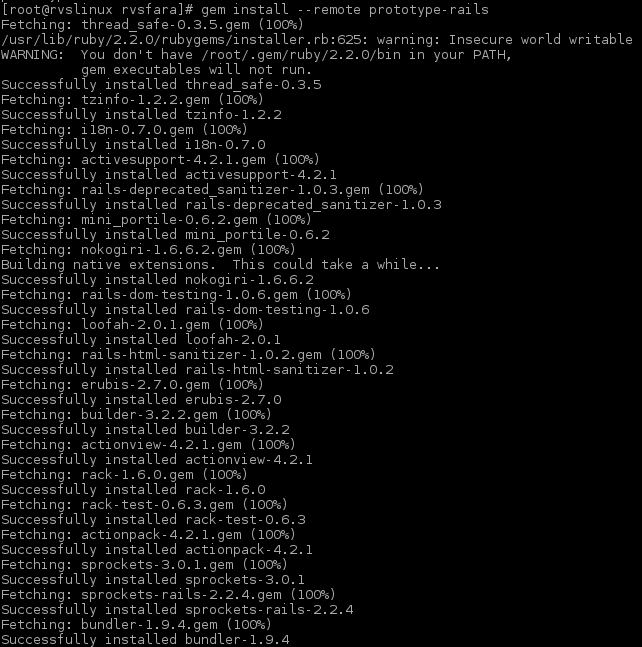 [root@rvslinux rvsfara]# gem install --remote prototype-rails
Fetching: thread_safe-0.3.5.gem (100%)
/usr/lib/ruby/2.2.0/rubygems/installer.rb:625: warning: Insecure world writable
WARNING:  You don't have /root/.gem/ruby/2.2.0/bin in your PATH,
          gem executables will not run.
Successfully installed thread_safe-0.3.5
Fetching: tzinfo-1.2.2.gem (100%)
Successfully installed tzinfo-1.2.2
Fetching: i18n-0.7.0.gem (100%)
Successfully installed i18n-0.7.0
Fetching: activesupport-4.2.1.gem (100%)
Successfully installed activesupport-4.2.1
Fetching: rails-deprecated_sanitizer-1.0.3.gem (100%)
Successfully installed rails-deprecated_sanitizer-1.0.3
Fetching: mini_portile-0.6.2.gem (100%)
Successfully installed mini_portile-0.6.2
Fetching: nokogiri-1.6.6.2.gem (100%)
Building native extensions.  This could take a while...
Successfully installed nokogiri-1.6.6.2
Fetching: rails-dom-testing-1.0.6.gem (100%)
Successfully installed rails-dom-testing-1.0.6
Fetching: loofah-2.0.1.gem (100%)
Successfully installed loofah-2.0.1
Fetching: rails-html-sanitizer-1.0.2.gem (100%)
Successfully installed rails-html-sanitizer-1.0.2
Fetching: erubis-2.7.0.gem (100%)
Successfully installed erubis-2.7.0
Fetching: builder-3.2.2.gem (100%)
Successfully installed builder-3.2.2
Fetching: actionview-4.2.1.gem (100%)
Successfully installed actionview-4.2.1
Fetching: rack-1.6.0.gem (100%)
Successfully installed rack-1.6.0
Fetching: rack-test-0.6.3.gem (100%)
Successfully installed rack-test-0.6.3
Fetching: actionpack-4.2.1.gem (100%)
Successfully installed actionpack-4.2.1
Fetching: sprockets-3.0.1.gem (100%)
Successfully installed sprockets-3.0.1
Fetching: sprockets-rails-2.2.4.gem (100%)
Successfully installed sprockets-rails-2.2.4
Fetching: bundler-1.9.4.gem (100%)
Successfully installed bundler-1.9.4